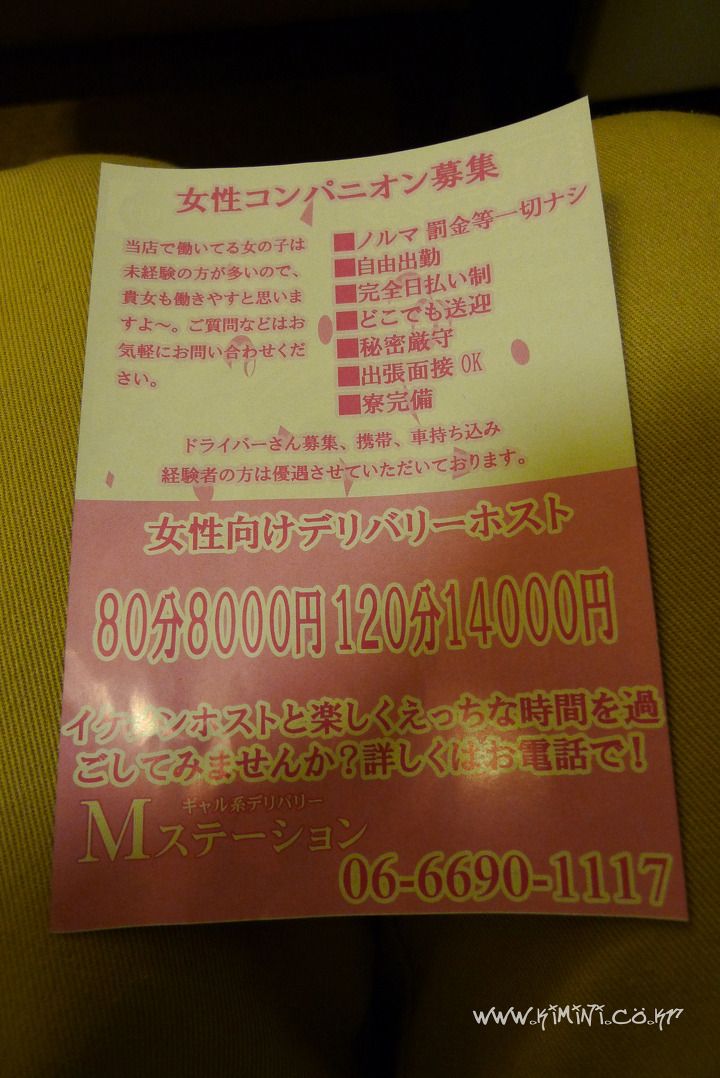 女性コンパニオン募集
当店で働いてる女の子は
未経験の方が多いので、
貴女も働きやすと思いま
すよ〜。ご質問などはお
気軽にお問い合わせくだ
さい。
■ノルマ 罰金等一切ナシ
■自由出勤
■完全日払い制
■どこでも送迎
■秘密厳守
■出張面接 OK
■寮完備
ドライバーさん募集、携帯、車持ち込み
経験者の方は優遇させていただいております。
女性向けデリバリーホスト
80分8000円 120分14000円
イケメンホストと楽しくえっちな時間を過
ごしてみませんか？詳しくはお電話で！
ギャル系デリバリー
Mステーション
06-6690-1117
www.kimini.co.kr